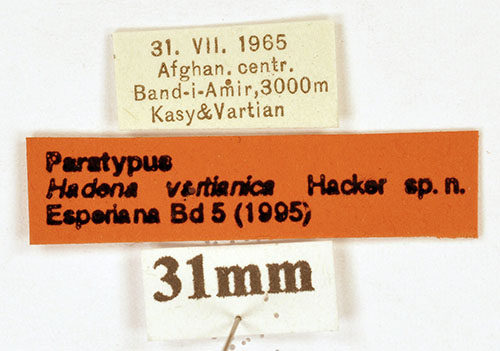 31. VII. 1965
Afghan. centr.
Band-i-Amir,3000m
Kasy&Vartian
Paratypus
Hadena vartianica Hacker sp. n.
Esperiana Bd 5 (1995)
31mm